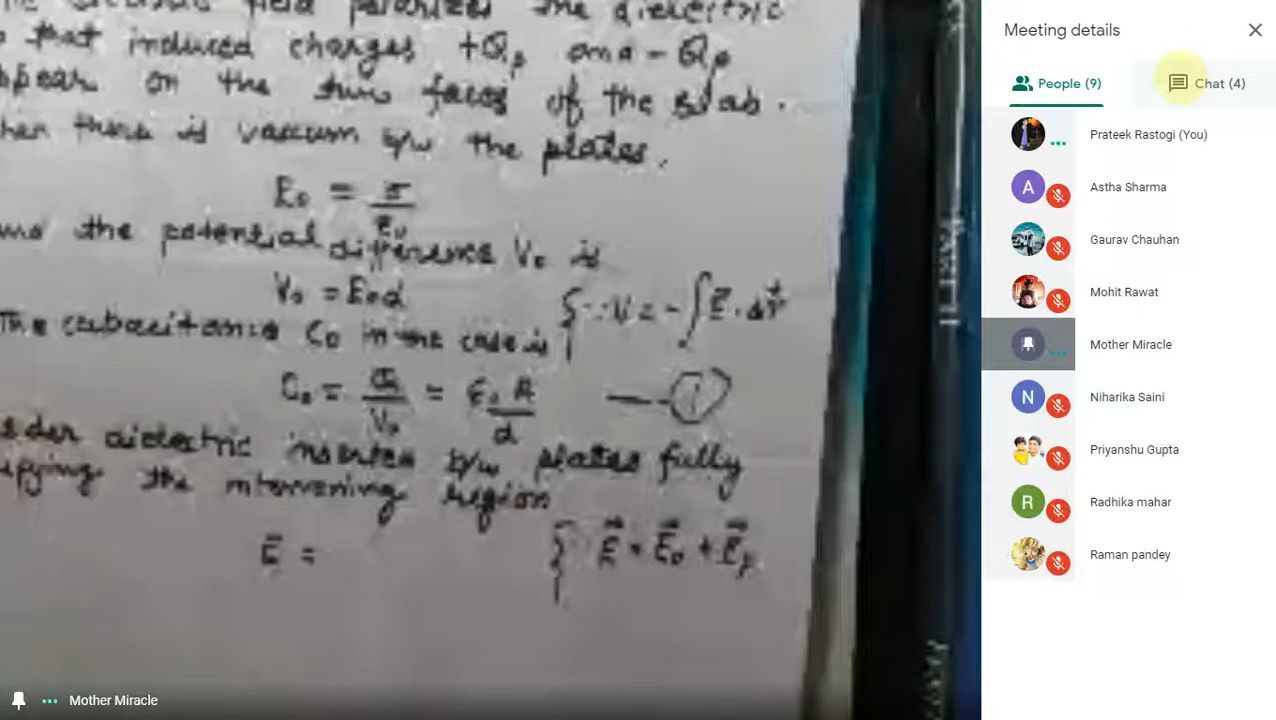 electric field polarizes the dielectric
that induced charges +Qp and - Qp
appear on the two faces of the slab.
when there is vaccum b/w the plates.
E0 = σ/ε0
and the potential difference V0 is
V0 = E0d
{ ∵ V = - ∫ E⃗ . dr⃗
The capacitance C0 in the case is
C0 = Q/V0 = ε0 A/d — 1
dielectric inserted b/w plates fully
the intervening region
E⃗ =
{ E⃗ = E⃗0 + E⃗p
Mother Miracle
Meeting details
People (9)
Chat (4)
Prateek Rastogi (You)
A
Astha Sharma
Gaurav Chauhan
Mohit Rawat
Mother Miracle
N
Niharika Saini
Priyanshu Gupta
R
Radhika mahar
Raman pandey